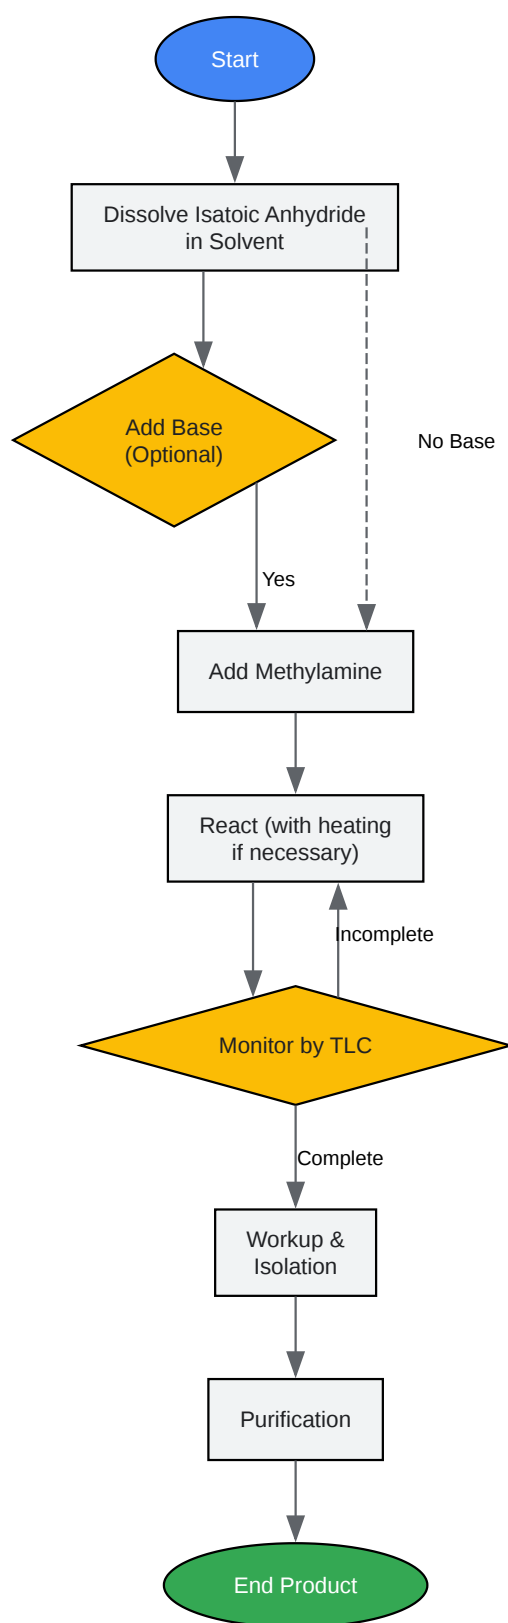 Start
Dissolve Isatoic Anhydride
in Solvent
Add Base
(Optional)
No Base
Yes
Add Methylamine
React (with heating
if necessary)
Incomplete
Monitor by TLC
Complete
Workup &
Isolation
Purification
End Product